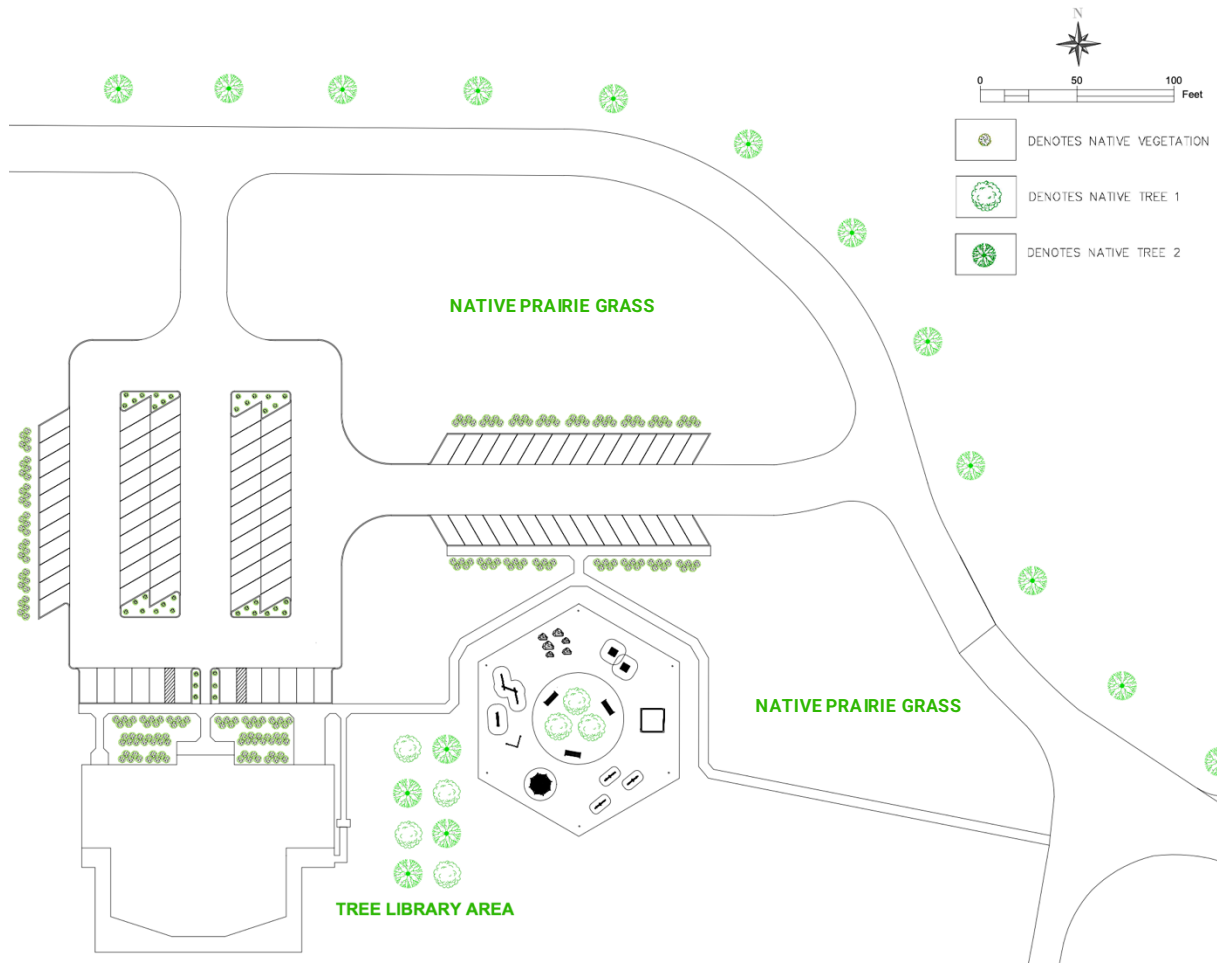 N
0 50 100
Feet
DENOTES NATIVE VEGETATION
DENOTES NATIVE TREE 1
DENOTES NATIVE TREE 2
NATIVE PRAIRIE GRASS
NATIVE PRAIRIE GRASS
TREE LIBRARY AREA